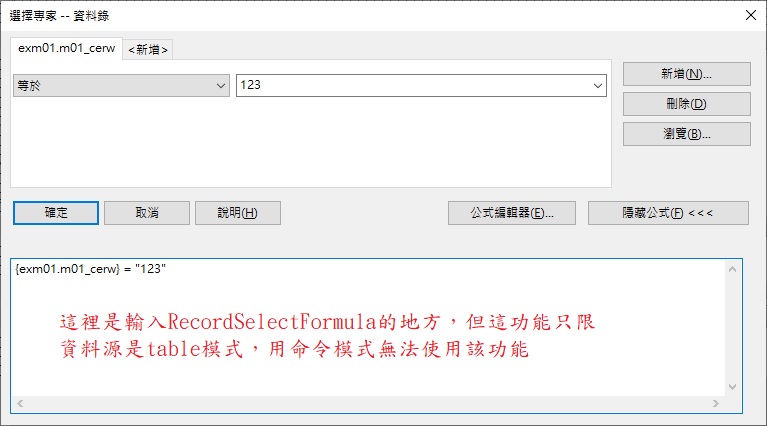 選擇專家 -- 資料錄
exm01.m01_cerw
<新增>
等於
123
新增(N)...
刪除(D)
瀏覽(B)...
確定
取消
說明(H)
公式編輯器(E)...
隱藏公式(F) <<<
{exm01.m01_cerw} = "123"
這裡是輸入RecordSelectFormula的地方，但這功能只限
資料源是table模式，用命令模式無法使用該功能